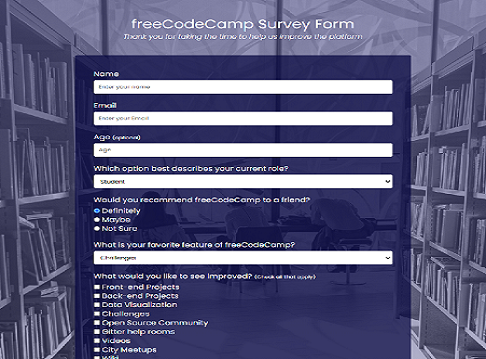 freeCodeCamp Survey Form
Thank you for taking the time to help us improve the platform
Name
Enter your Name
Email
Enter your Email
Age (optional)
Age
Which option best describes your current role?
Student
Would you recommend freeCodeCamp to a friend?
Definitely
Maybe
Not Sure
What is your favorite feature of freeCodeCamp?
Challenges
What would you like to see improved? (Check all that apply)
Front-end Projects
Back-end Projects
Data Visualization
Challenges
Open Source Community
Gitter help rooms
Videos
City Meetups
Wiki